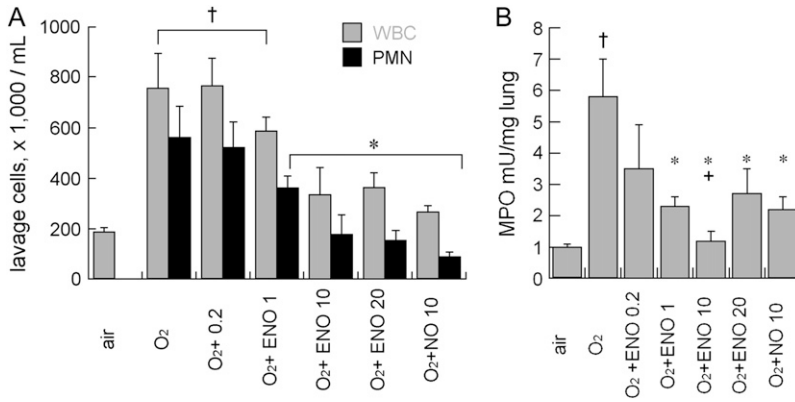 A
†
WBC
PMN
*
lavage cells, x 1,000 / mL
1000
800
600
400
200
0
air
O₂
O₂+ 0.2
O₂+ ENO 1
O₂+ ENO 10
O₂+ ENO 20
O₂+NO 10
B
†
*
*
+
*
*
MPO mU/mg lung
8
7
6
5
4
3
2
1
0
air
O₂
O₂ +ENO 0.2
O₂+ENO 1
O₂+ENO 10
O₂+ENO 20
O₂+NO 10